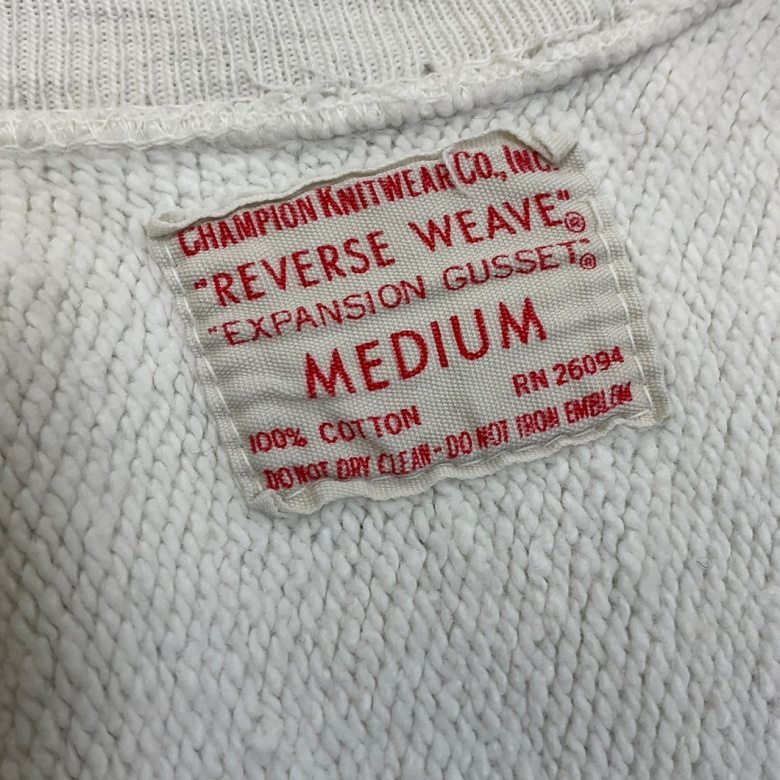 CHAMPION KNITWEAR CO., INC.
"REVERSE WEAVE"®
"EXPANSION GUSSET"®
MEDIUM
100% COTTON RN 26094
DO NOT DRY CLEAN - DO NOT IRON EMBLEM